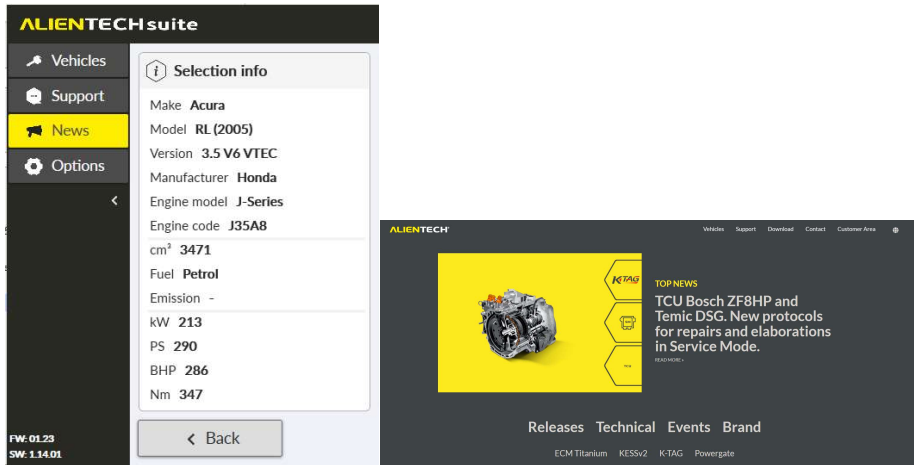 ALIENTECH suite
Vehicles
Support
News
Options
FW: 01.23
SW: 1.14.01
Selection info
Make Acura
Model RL (2005)
Version 3.5 V6 VTEC
Manufacturer Honda
Engine model J-Series
Engine code J35A8
cm³ 3471
Fuel Petrol
Emission -
kW 213
PS 290
BHP 286
Nm 347
Back
ALIENTECH
Vehicles Support Download Contact Customer Area
K-TAG
TOP NEWS
TCU Bosch ZF8HP and
Temic DSG. New protocols
for repairs and elaborations
in Service Mode.
READ MORE »
Releases Technical Events Brand
ECM Titanium KESSv2 K-TAG Powergate